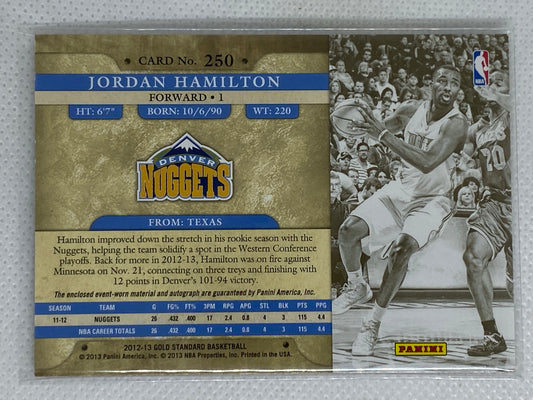 CARD No. 250
JORDAN HAMILTON
FORWARD • 1
HT: 6'7"
BORN: 10/6/90
WT: 220
DENVER
NUGGETS
FROM: TEXAS
Hamilton improved down the stretch in his rookie season with the
Nuggets, helping the team solidify a spot in the Western Conference
playoffs. Back for more in 2012-13, Hamilton was on fire against
Minnesota on Nov. 21, connecting on three treys and finishing with
12 points in Denver's 101-94 victory.
The enclosed event-worn material and autograph are guaranteed by Panini America, Inc.
SEASON TEAM G FG% FT% 3PM RPG APG STL BLK PTS PPG
11-12 NUGGETS 26 .432 .400 17 2.4 0.8 4 3 115 4.4
NBA CAREER TOTALS 26 .432 .400 17 2.4 0.8 4 3 115 4.4
2012-13 GOLD STANDARD BASKETBALL
© 2013 Panini America, Inc. © 2013 NBA Properties, Inc. Printed in the USA.
NBA
20
PANINI